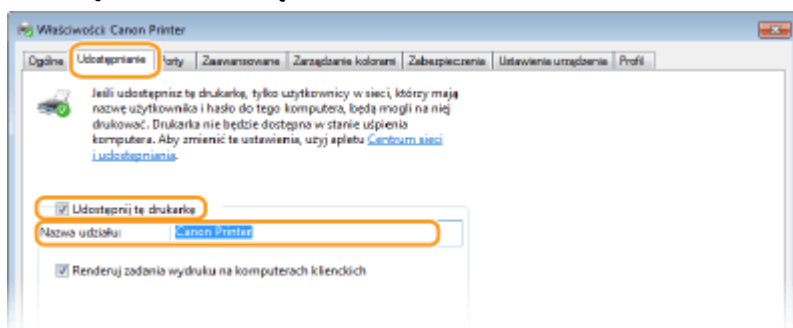 Właściwości: Canon Printer
Ogólne Udostępnianie Porty Zaawansowane Zarządzanie kolorami Zabezpieczenia Ustawienia urządzenia Profil
Jeśli udostępnisz tę drukarkę, tylko użytkownicy w sieci, którzy mają
nazwę użytkownika i hasło do tego komputera, będą mogli na niej
drukować. Drukarka nie będzie dostępna w stanie uśpienia
komputera. Aby zmienić te ustawienia, użyj apletu Centrum sieci
i udostępniania.
Udostępnij tę drukarkę
Nazwa udziału: Canon Printer
Renderuj zadania wydruku na komputerach klienckich